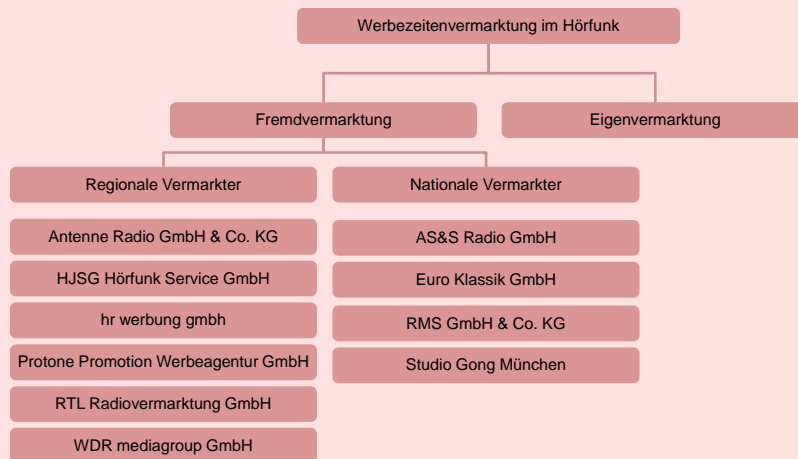 Werbezeitenvermarktung im Hörfunk
Fremdvermarktung
Eigenvermarktung
Regionale Vermarkter
Nationale Vermarkter
Antenne Radio GmbH & Co. KG
HJSG Hörfunk Service GmbH
hr werbung gmbh
Protone Promotion Werbeagentur GmbH
RTL Radiovermarktung GmbH
WDR mediagroup GmbH
AS&S Radio GmbH
Euro Klassik GmbH
RMS GmbH & Co. KG
Studio Gong München